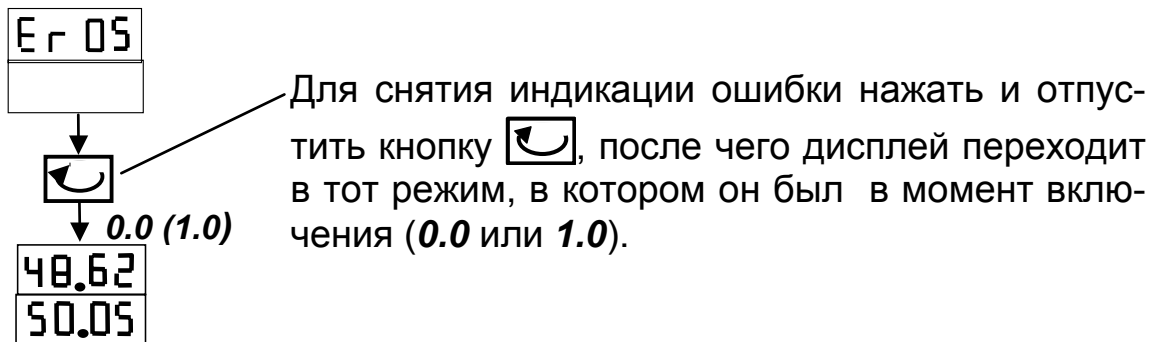 Er 05
Для снятия индикации ошибки нажать и отпус-
тить кнопку , после чего дисплей переходит
в тот режим, в котором он был в момент вклю-
чения (0.0 или 1.0).
0.0 (1.0)
48.62
50.05